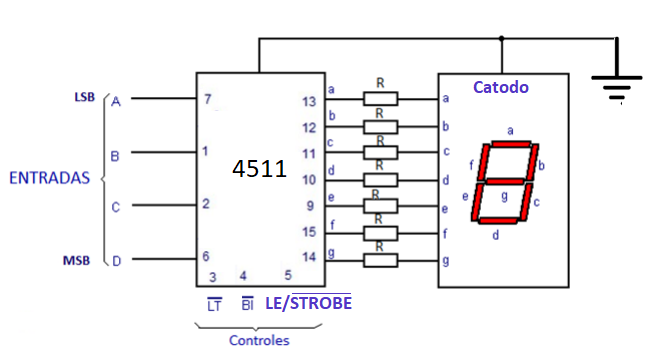 LSB A 7
B 1
ENTRADAS
C 2
MSB D 6
4511
13 a R a
12 b R b
11 c R c
10 d R d
9 e R e
15 f R f
14 g R g
3 4 5
LT BI LE/STROBE
Controles
Catodo
a
f b
g
e c
d